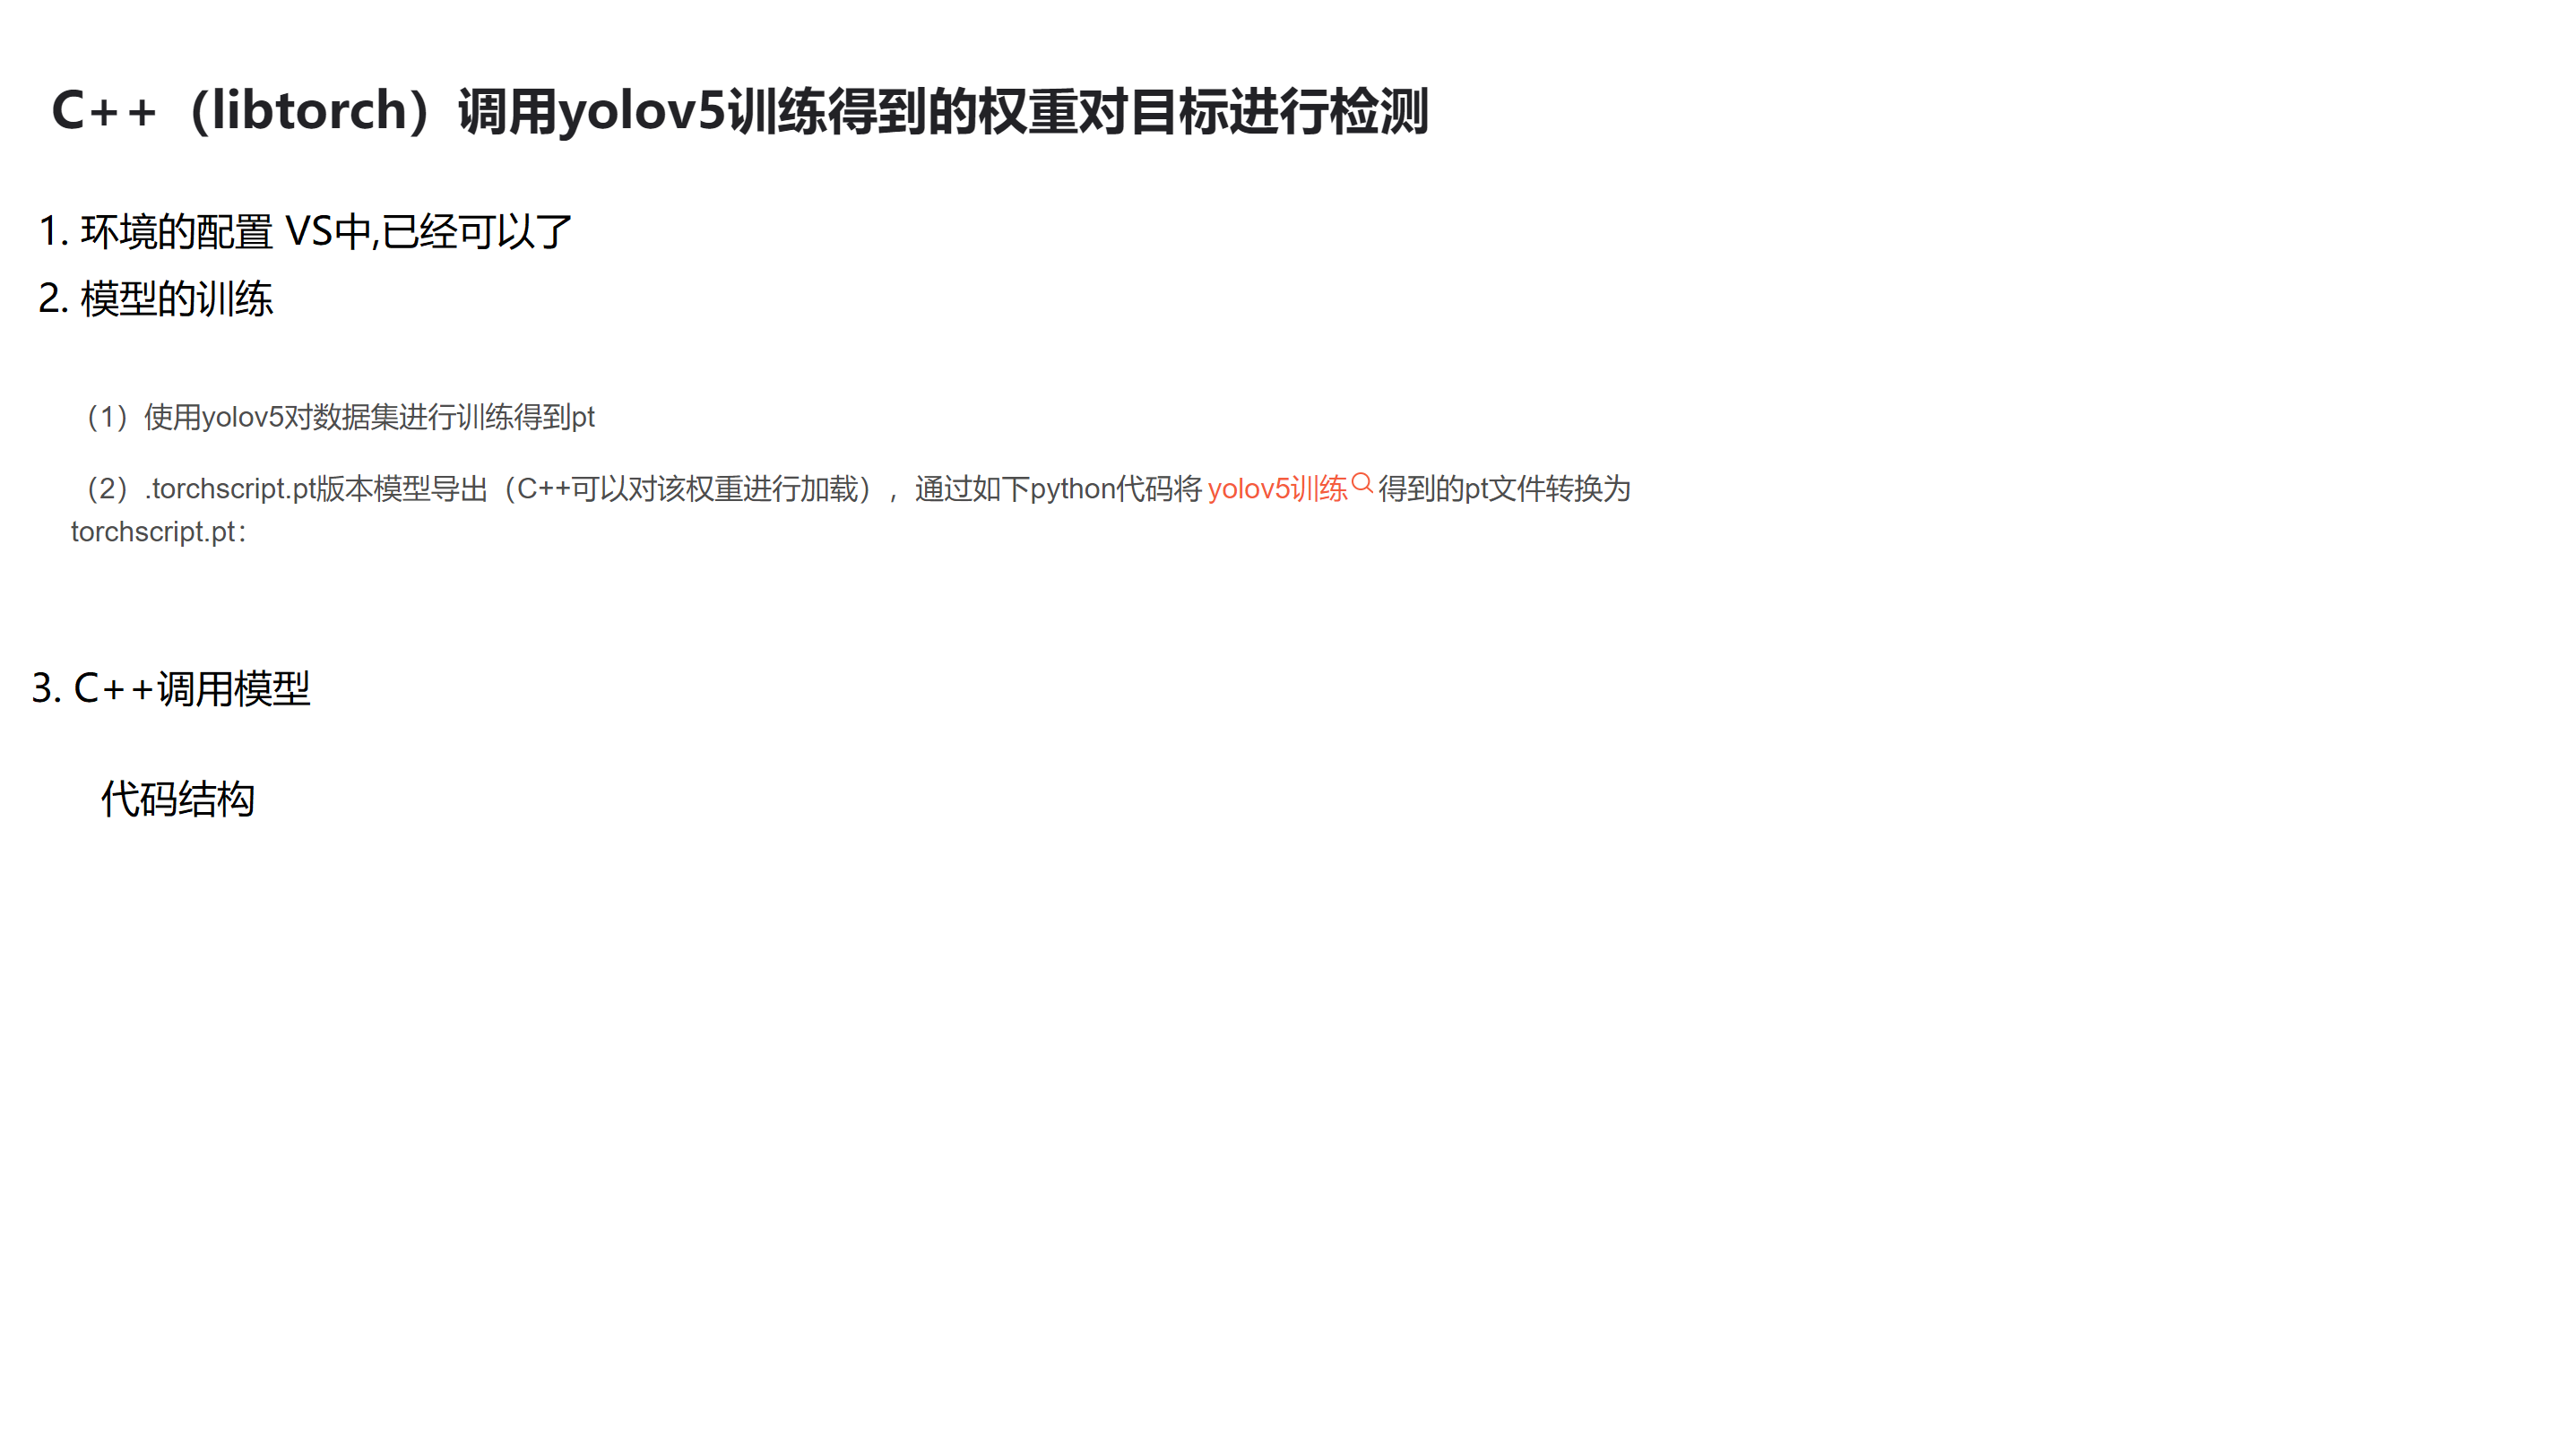 C++（libtorch）调用yolov5训练得到的权重对目标进行检测
1. 环境的配置 VS中,已经可以了
2. 模型的训练
（1）使用yolov5对数据集进行训练得到pt
（2）.torchscript.pt版本模型导出（C++可以对该权重进行加载），通过如下python代码将 yolov5训练 得到的pt文件转换为
torchscript.pt：
3. C++调用模型
代码结构